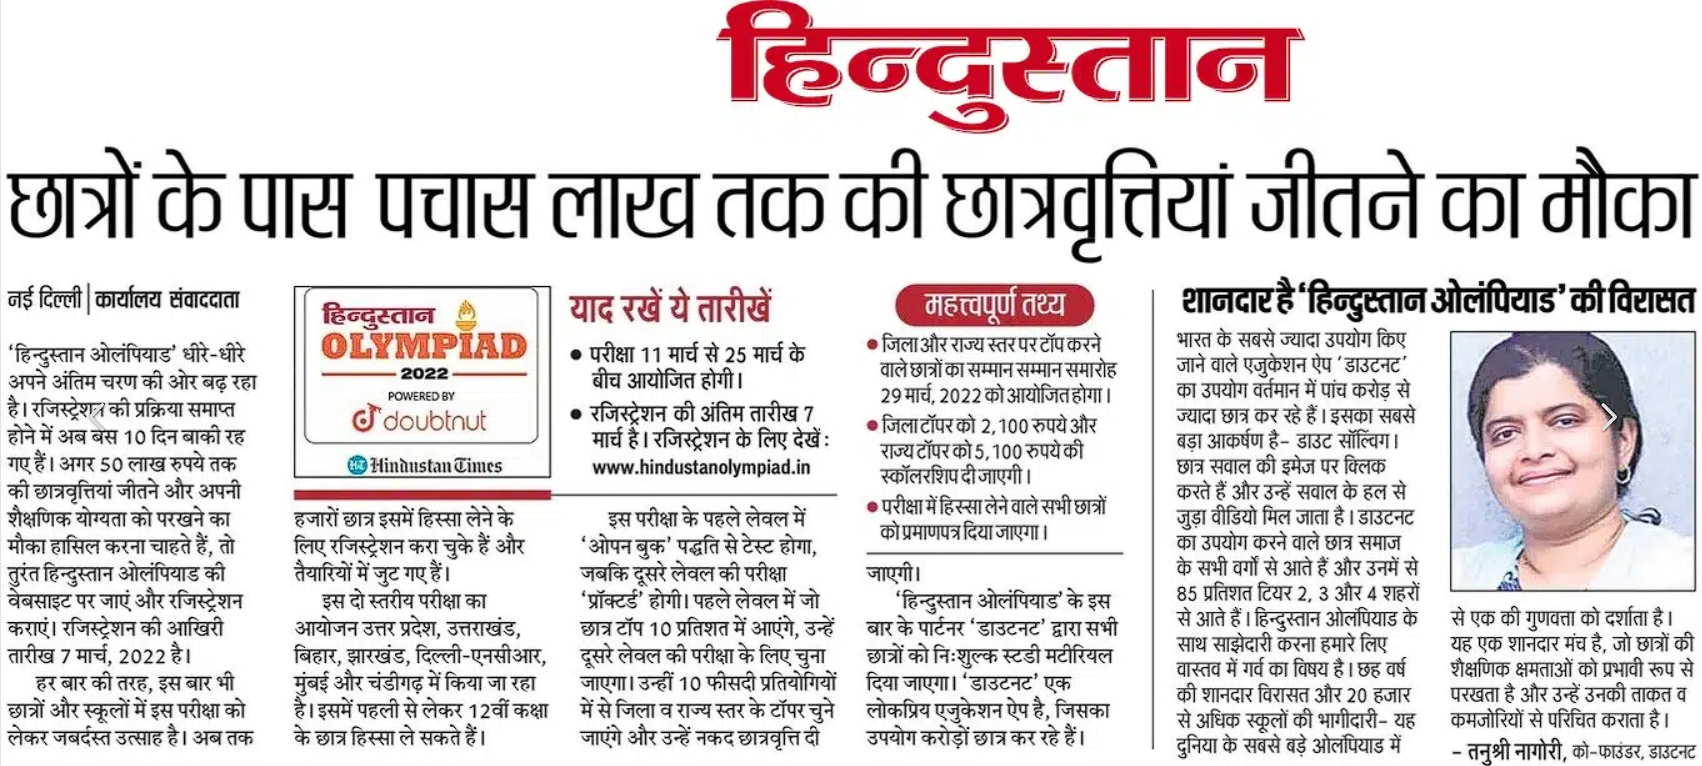 हिन्दुस्तान
छात्रों के पास पचास लाख तक की छात्रवृत्तियां जीतने का मौका
नई दिल्ली | कार्यालय संवाददाता
‘हिन्दुस्तान ओलंपियाड’ धीरे-धीरे
अपने अंतिम चरण की ओर बढ़ रहा
है। रजिस्ट्रेशन की प्रक्रिया समाप्त
होने में अब बस 10 दिन बाकी रह
गए हैं। अगर 50 लाख रुपये तक
की छात्रवृत्तियां जीतने और अपनी
शैक्षणिक योग्यता को परखने का
मौका हासिल करना चाहते हैं, तो
तुरंत हिन्दुस्तान ओलंपियाड की
वेबसाइट पर जाएं और रजिस्ट्रेशन
कराएं। रजिस्ट्रेशन की आखिरी
तारीख 7 मार्च, 2022 है।
हर बार की तरह, इस बार भी
छात्रों और स्कूलों में इस परीक्षा को
लेकर जबर्दस्त उत्साह है। अब तक
हिन्दुस्तान
OLYMPIAD
2022
POWERED BY
doubtnut
HT Hindustan Times
हजारों छात्र इसमें हिस्सा लेने के
लिए रजिस्ट्रेशन करा चुके हैं और
तैयारियों में जुट गए हैं।
इस दो स्तरीय परीक्षा का
आयोजन उत्तर प्रदेश, उत्तराखंड,
बिहार, झारखंड, दिल्ली-एनसीआर,
मुंबई और चंडीगढ़ में किया जा रहा
है। इसमें पहली से लेकर 12वीं कक्षा
के छात्र हिस्सा ले सकते हैं।
याद रखें ये तारीखें
● परीक्षा 11 मार्च से 25 मार्च के
बीच आयोजित होगी।
● रजिस्ट्रेशन की अंतिम तारीख 7
मार्च है। रजिस्ट्रेशन के लिए देखें:
www.hindustanolympiad.in
इस परीक्षा के पहले लेवल में
‘ओपन बुक’ पद्धति से टेस्ट होगा,
जबकि दूसरे लेवल की परीक्षा
‘प्रॉक्टर्ड’ होगी। पहले लेवल में जो
छात्र टॉप 10 प्रतिशत में आएंगे, उन्हें
दूसरे लेवल की परीक्षा के लिए चुना
जाएगा। उन्हीं 10 फीसदी प्रतियोगियों
में से जिला व राज्य स्तर के टॉपर चुने
जाएंगे और उन्हें नकद छात्रवृत्ति दी
महत्त्वपूर्ण तथ्य
● जिला और राज्य स्तर पर टॉप करने
वाले छात्रों का सम्मान सम्मान समारोह
29 मार्च, 2022 को आयोजित होगा।
● जिला टॉपर को 2,100 रुपये और
राज्य टॉपर को 5,100 रुपये की
स्कॉलरशिप दी जाएगी।
● परीक्षा में हिस्सा लेने वाले सभी छात्रों
को प्रमाणपत्र दिया जाएगा।
जाएगी।
‘हिन्दुस्तान ओलंपियाड’ के इस
बार के पार्टनर ‘डाउटनट’ द्वारा सभी
छात्रों को निःशुल्क स्टडी मटीरियल
दिया जाएगा। ‘डाउटनट’ एक
लोकप्रिय एजुकेशन ऐप है, जिसका
उपयोग करोड़ों छात्र कर रहे हैं।
शानदार है ‘हिन्दुस्तान ओलंपियाड’ की विरासत
भारत के सबसे ज्यादा उपयोग किए
जाने वाले एजुकेशन ऐप ‘डाउटनट’
का उपयोग वर्तमान में पांच करोड़ से
ज्यादा छात्र कर रहे हैं। इसका सबसे
बड़ा आकर्षण है- डाउट सॉल्विंग।
छात्र सवाल की इमेज पर क्लिक
करते हैं और उन्हें सवाल के हल से
जुड़ा वीडियो मिल जाता है। डाउटनट
का उपयोग करने वाले छात्र समाज
के सभी वर्गों से आते हैं और उनमें से
85 प्रतिशत टियर 2, 3 और 4 शहरों
से आते हैं। हिन्दुस्तान ओलंपियाड के
साथ साझेदारी करना हमारे लिए
वास्तव में गर्व का विषय है। छह वर्ष
की शानदार विरासत और 20 हजार
से अधिक स्कूलों की भागीदारी- यह
दुनिया के सबसे बड़े ओलंपियाड में
से एक की गुणवत्ता को दर्शाता है।
यह एक शानदार मंच है, जो छात्रों की
शैक्षणिक क्षमताओं को प्रभावी रूप से
परखता है और उन्हें उनकी ताकत व
कमजोरियों से परिचित कराता है।
- तनुश्री नागोरी, को-फाउंडर, डाउटनट